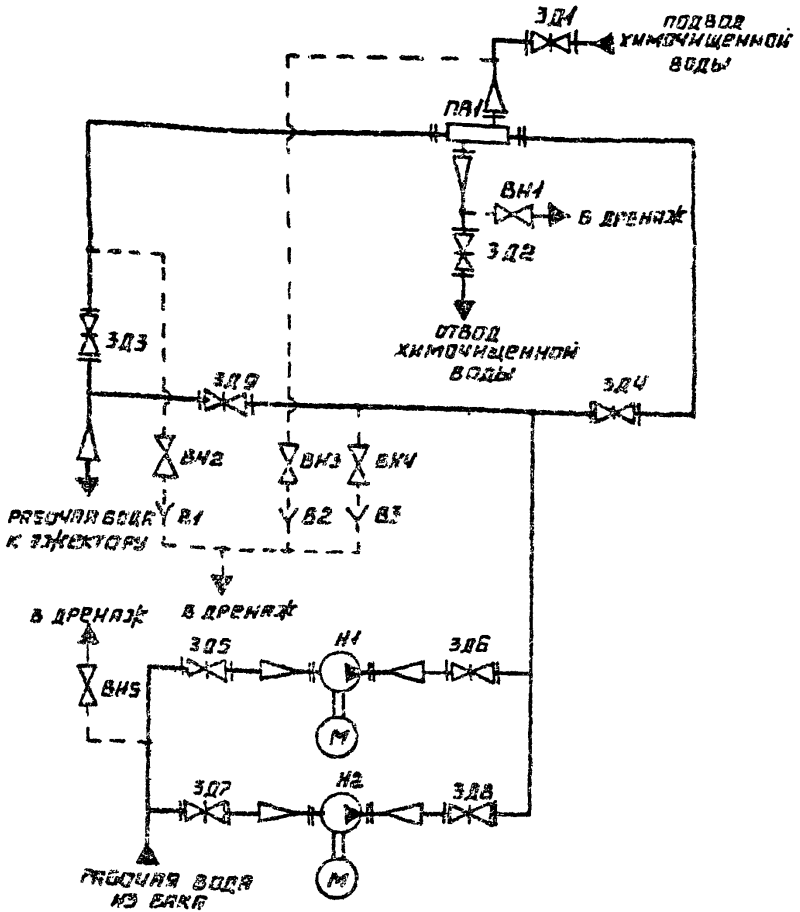 ЗД1
ПОДВОД
ХИМОЧИЩЕННОЙ
ВОДЫ
ПВ1
ВН1
В ДРЕНАЖ
ЗД2
ОТВОД
ХИМОЧИЩЕННОЙ
ВОДЫ
ЗД3
ЗД9
ЗД4
ВН2
ВН3
ВН4
В1
В2
В3
РАБОЧАЯ ВОДА
К ЭЖЕКТОРУ
В ДРЕНАЖ
В ДРЕНАЖ
ВН5
ЗД5
Н1
ЗД6
М
ЗД7
Н2
ЗД8
М
РАБОЧАЯ ВОДА
ИЗ БАКА